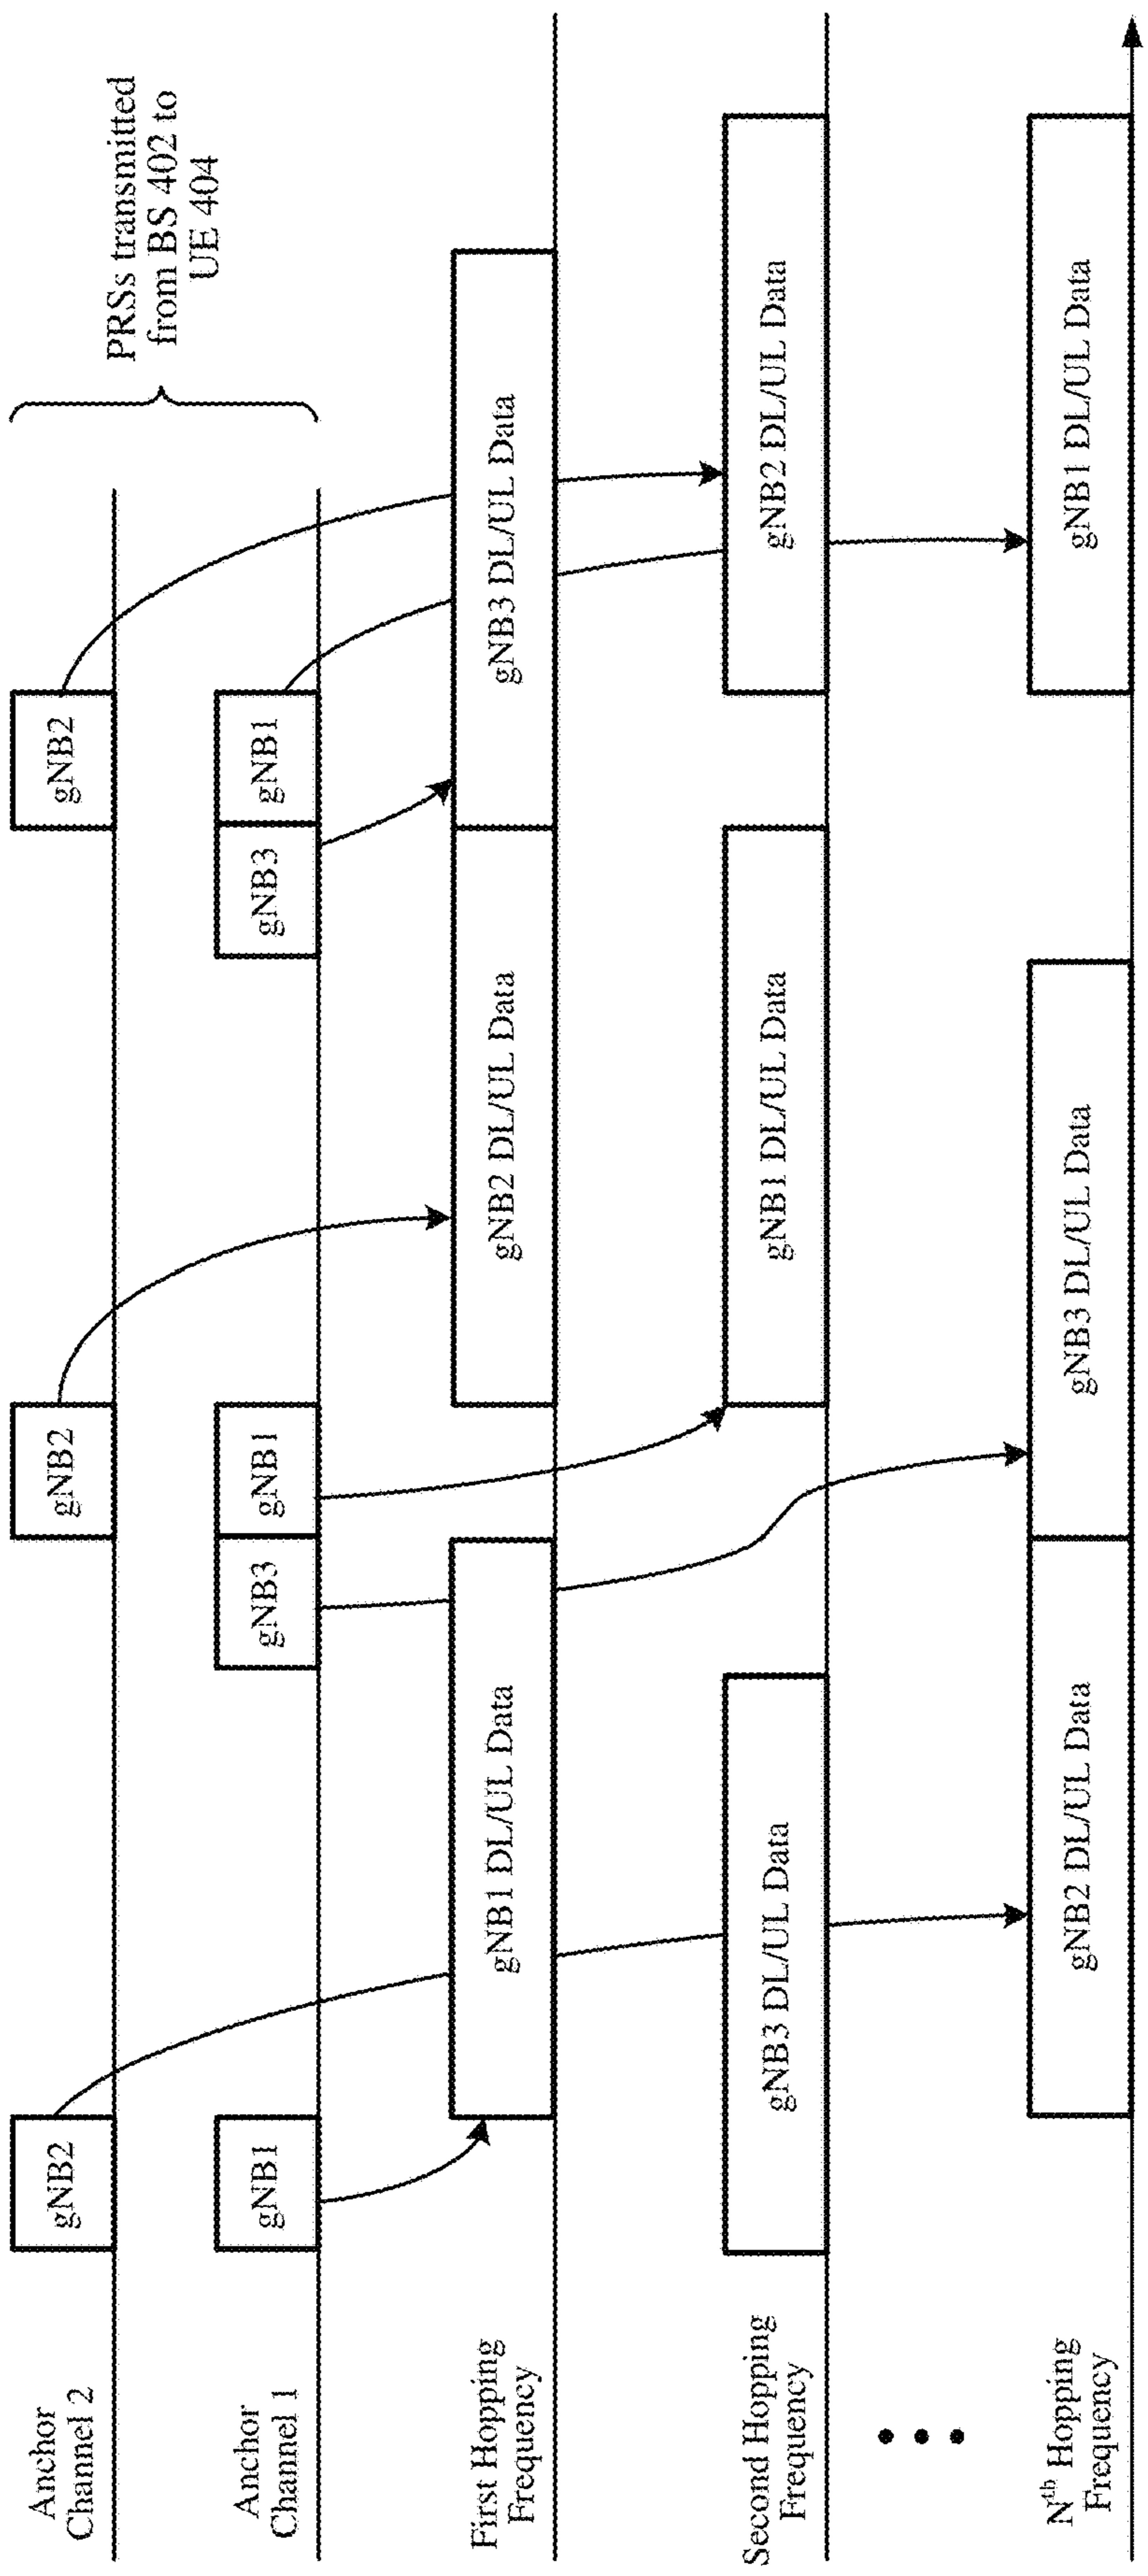 PRSs transmitted
from BS 402 to
UE 404
Anchor
Channel 2
gNB2
gNB2
gNB2
Anchor
Channel 1
gNB1
gNB3
gNB1
gNB3
gNB1
First Hopping
Frequency
gNB1 DL/UL Data
gNB2 DL/UL Data
gNB3 DL/UL Data
Second Hopping
Frequency
gNB3 DL/UL Data
gNB1 DL/UL Data
gNB2 DL/UL Data
Nth Hopping
Frequency
gNB2 DL/UL Data
gNB3 DL/UL Data
gNB1 DL/UL Data